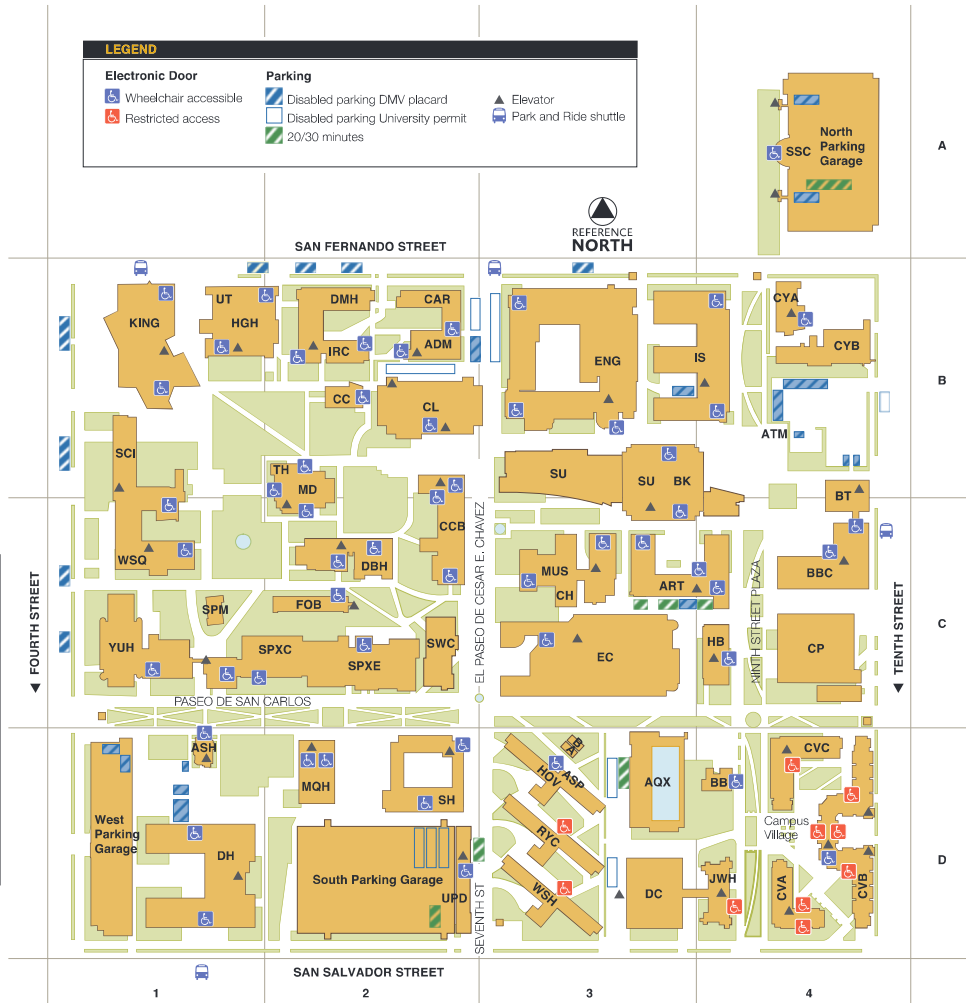 LEGEND
Electronic Door
Wheelchair accessible
Restricted access
Parking
Disabled parking DMV placard
Disabled parking University permit
20/30 minutes
Elevator
Park and Ride shuttle
SSC
North
Parking
Garage
A
REFERENCE
NORTH
SAN FERNANDO STREET
KING
UT
HGH
DMH
IRC
CAR
ADM
CC
CL
ENG
IS
CYA
CYB
ATM
B
SCI
TH
MD
SU
SU
BK
BT
CCB
WSQ
DBH
MUS
CH
ART
BBC
EL PASEO DE CESAR E. CHAVEZ
NINTH STREET PLAZA
FOURTH STREET
TENTH STREET
SPM
FOB
YUH
SPXC
SPXE
SWC
EC
HB
CP
C
PASEO DE SAN CARLOS
ASH
MQH
SH
B
A
HOV
ASP
AQX
BB
CVC
Campus
Village
West
Parking
Garage
DH
South Parking Garage
UPD
SEVENTH ST
RYC
WSH
DC
JWH
CVA
CVB
D
SAN SALVADOR STREET
1
2
3
4